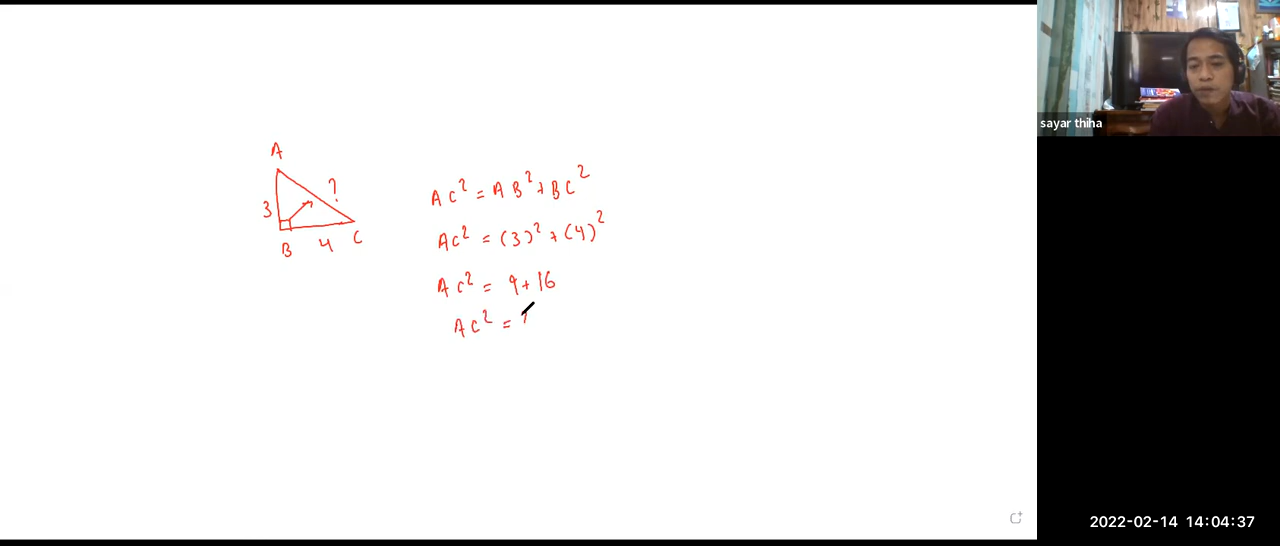 A
?
3
B
4
C
AC² = AB² + BC²
AC² = (3)² + (4)²
AC² = 9 + 16
AC² =
sayar thiha
2022-02-14 14:04:37